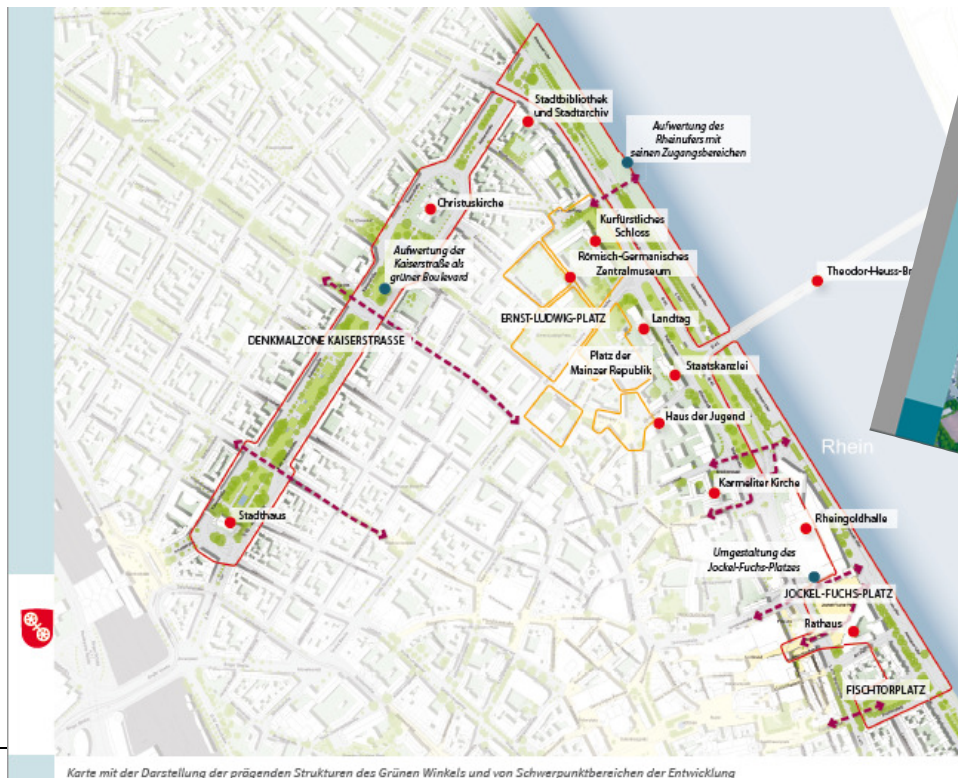 Stadtbibliothek
und Stadtarchiv
Aufwertung des
Rheinufers mit
seinen Zugangsbereichen
Christuskirche
Kurfürstliches
Schloss
Aufwertung der
Kaiserstraße als
grüner Boulevard
Römisch-Germanisches
Zentralmuseum
Theodor-Heuss-Br
ERNST-LUDWIG-PLATZ
Landtag
DENKMALZONE KAISERSTRASSE
Platz der
Mainzer Republik
Staatskanzlei
Haus der Jugend
Rhein
Karmeliter Kirche
Stadthaus
Rheingoldhalle
Umgestaltung des
Jockel-Fuchs-Platzes
JOCKEL-FUCHS-PLATZ
Rathaus
FISCHTORPLATZ
Karte mit der Darstellung der prägenden Strukturen des Grünen Winkels und von Schwerpunktbereichen der Entwicklung